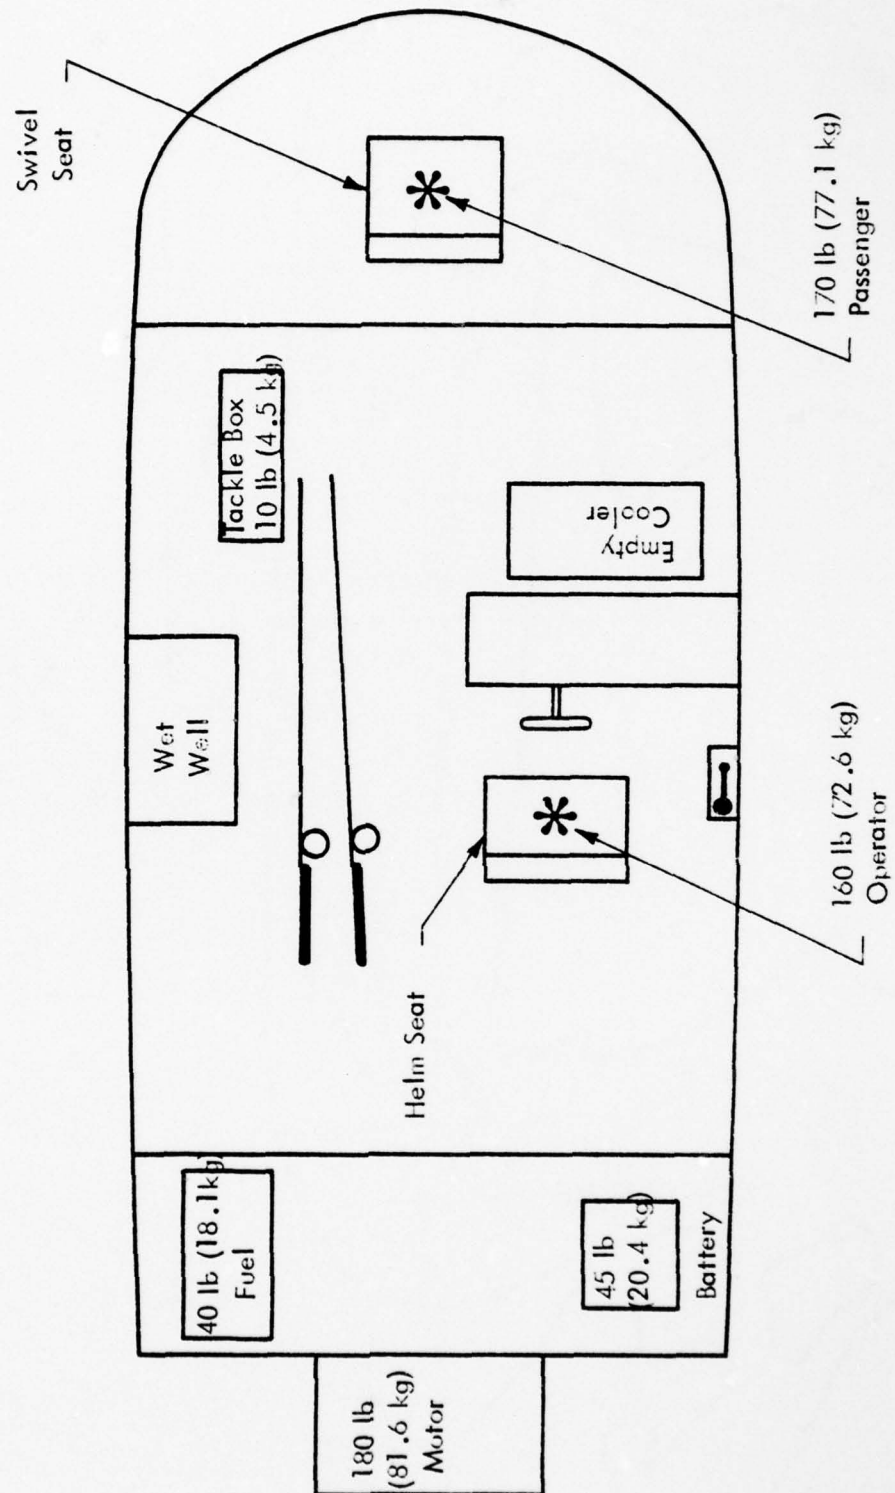 Swivel
Seat
Tackle Box
10 lb (4.5 kg)
Wet
Well
40 lb (18.1kg)
Fuel
180 lb
(81.6 kg)
Motor
Helm Seat
Empty
Cooler
45 lb
(20.4 kg)
Battery
160 lb (72.6 kg)
Operator
170 lb (77.1 kg)
Passenger